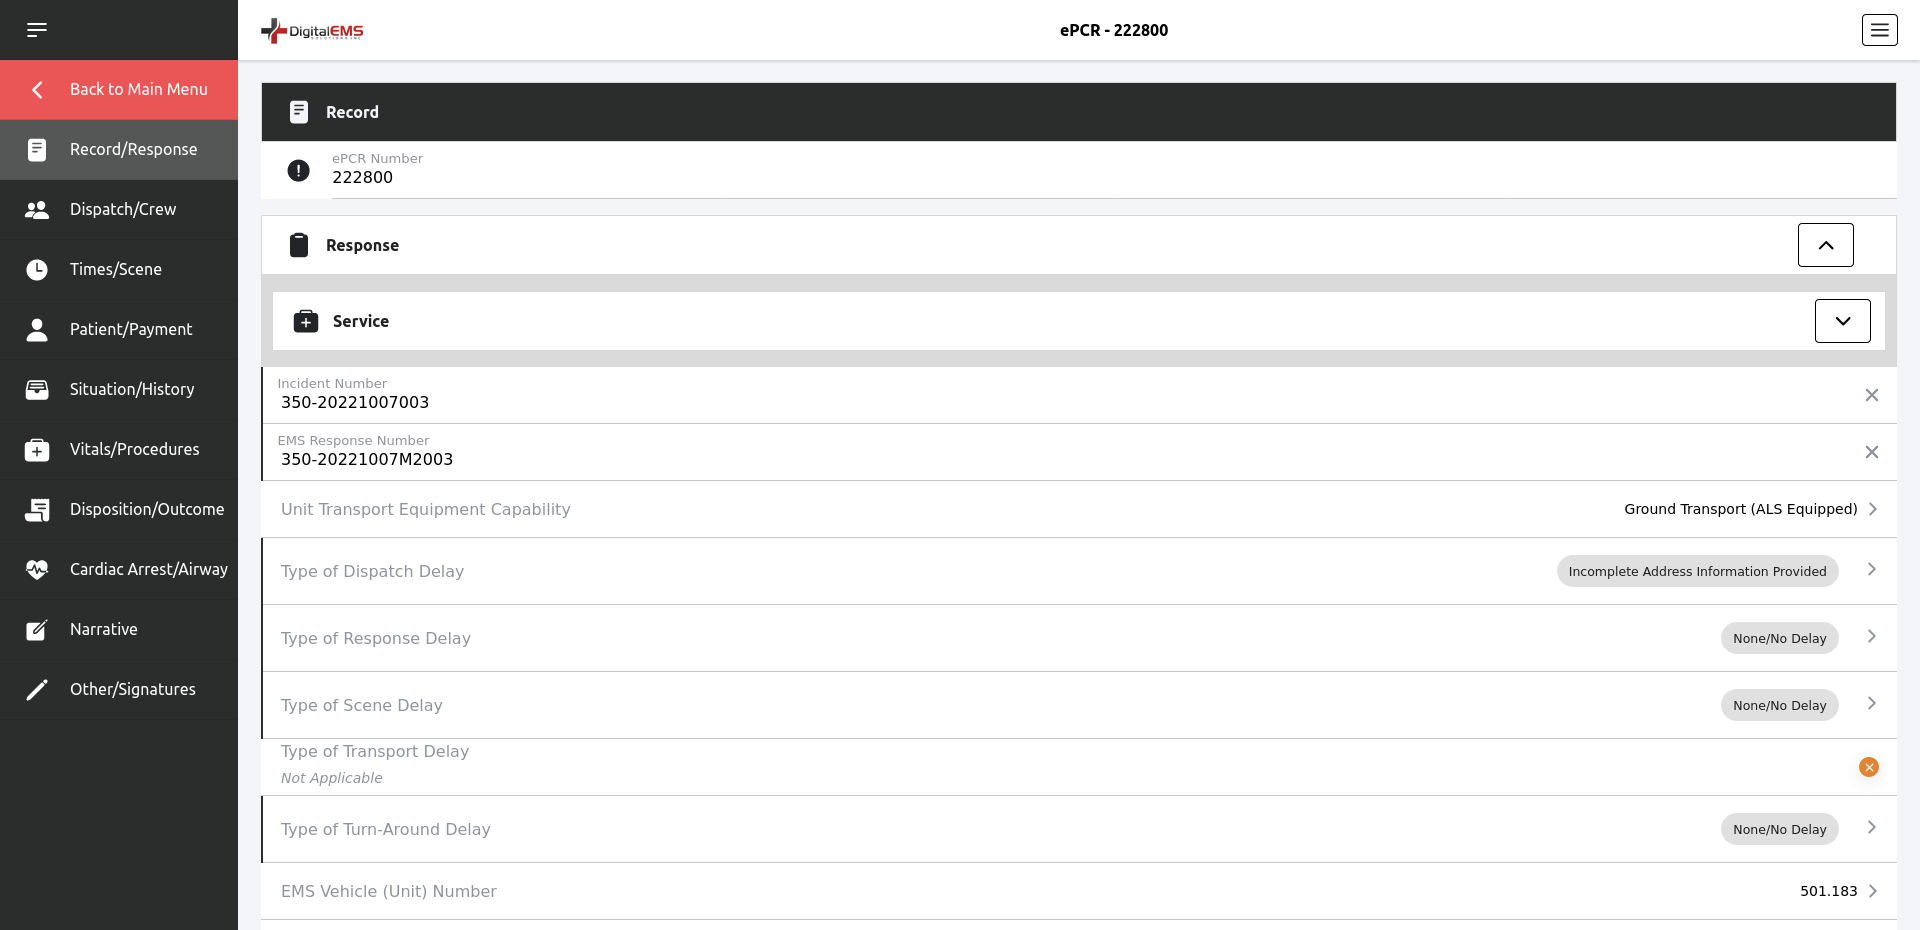 DigitalEMS
ePCR - 222800
Back to Main Menu
Record/Response
Dispatch/Crew
Times/Scene
Patient/Payment
Situation/History
Vitals/Procedures
Disposition/Outcome
Cardiac Arrest/Airway
Narrative
Other/Signatures
Record
ePCR Number
222800
Response
Service
Incident Number
350-20221007003
EMS Response Number
350-20221007M2003
Unit Transport Equipment Capability Ground Transport (ALS Equipped)
Type of Dispatch Delay Incomplete Address Information Provided
Type of Response Delay None/No Delay
Type of Scene Delay None/No Delay
Type of Transport Delay
Not Applicable
Type of Turn-Around Delay None/No Delay
EMS Vehicle (Unit) Number 501.183